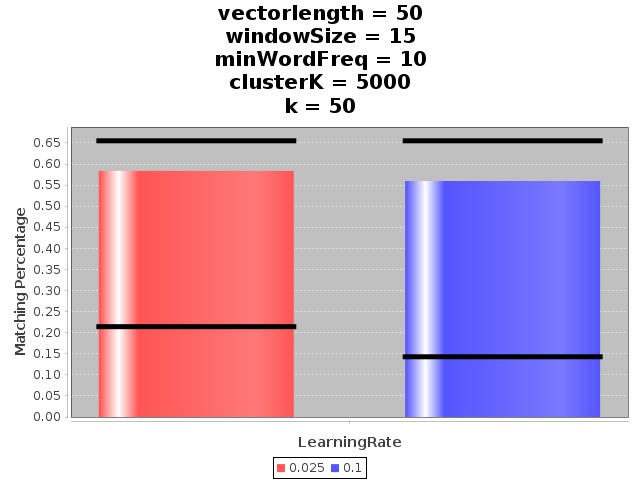 vectorlength = 50
windowSize = 15
minWordFreq = 10
clusterK = 5000
k = 50
Matching Percentage
0.65
0.60
0.55
0.50
0.45
0.40
0.35
0.30
0.25
0.20
0.15
0.10
0.05
0.00
LearningRate
0.025 0.1